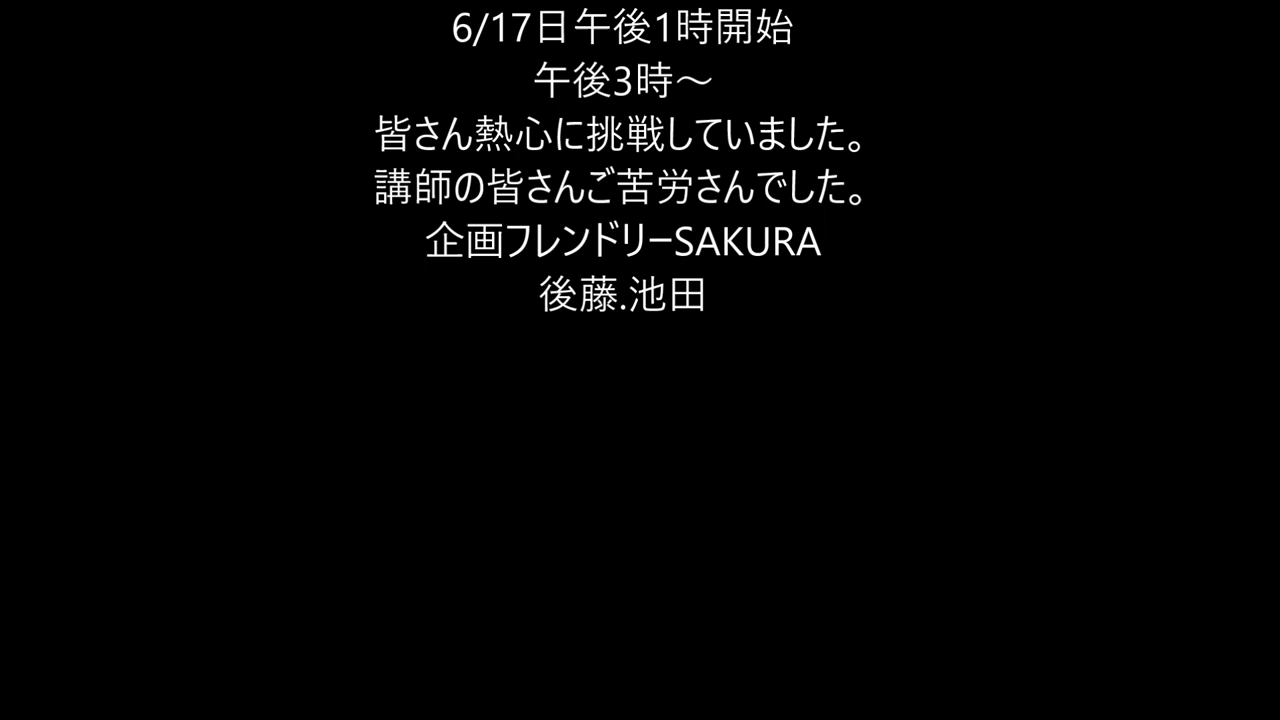 6/17日午後1時開始
午後3時～
皆さん熱心に挑戦していました。
講師の皆さんご苦労さんでした。
企画フレンドリーSAKURA
後藤.池田